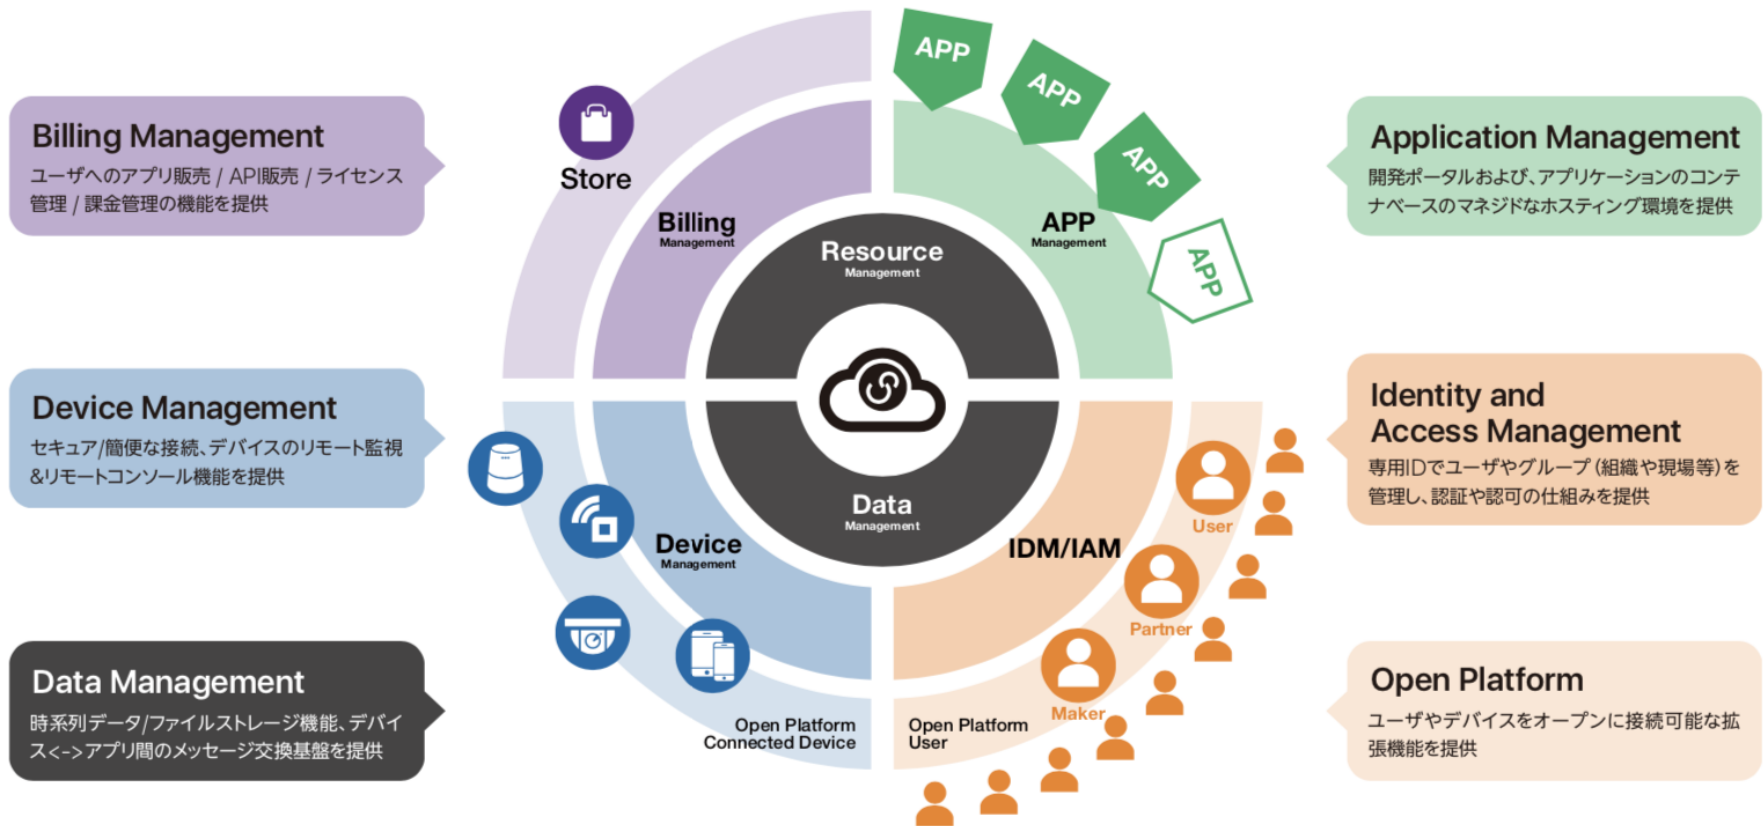 Billing Management
ユーザへのアプリ販売 / API販売 / ライセンス
管理 / 課金管理の機能を提供
Device Management
セキュア/簡便な接続、デバイスのリモート監視
&リモートコンソール機能を提供
Data Management
時系列データ/ファイルストレージ機能、デバイ
ス<->アプリ間のメッセージ交換基盤を提供
Store
Billing
Management
Resource
Management
APP
Management
APP
APP
APP
APP
Data
Management
Device
Management
IDM/IAM
User
Partner
Maker
Open Platform
Connected Device
Open Platform
User
Application Management
開発ポータルおよび、アプリケーションのコンテ
ナベースのマネジドなホスティング環境を提供
Identity and
Access Management
専用IDでユーザやグループ(組織や現場等)を
管理し、認証や認可の仕組みを提供
Open Platform
ユーザやデバイスをオープンに接続可能な拡
張機能を提供